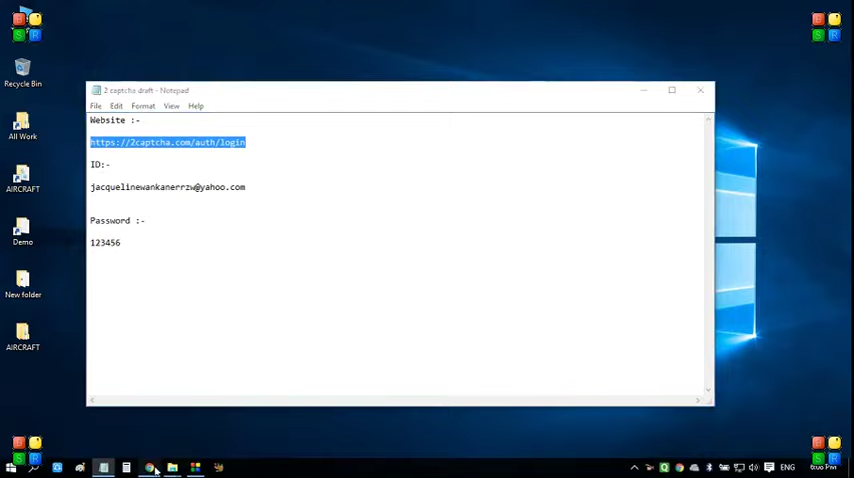 2 captcha draft - Notepad
File Edit Format View Help
Website :-
https://2captcha.com/auth/login
ID:-
jacquelinewankanerrzw@yahoo.com
Password :-
123456
Recycle Bin
All Work
AIRCRAFT
Demo
New folder
AIRCRAFT
B
S R
B
S R
B
S R
B
S R
ENG